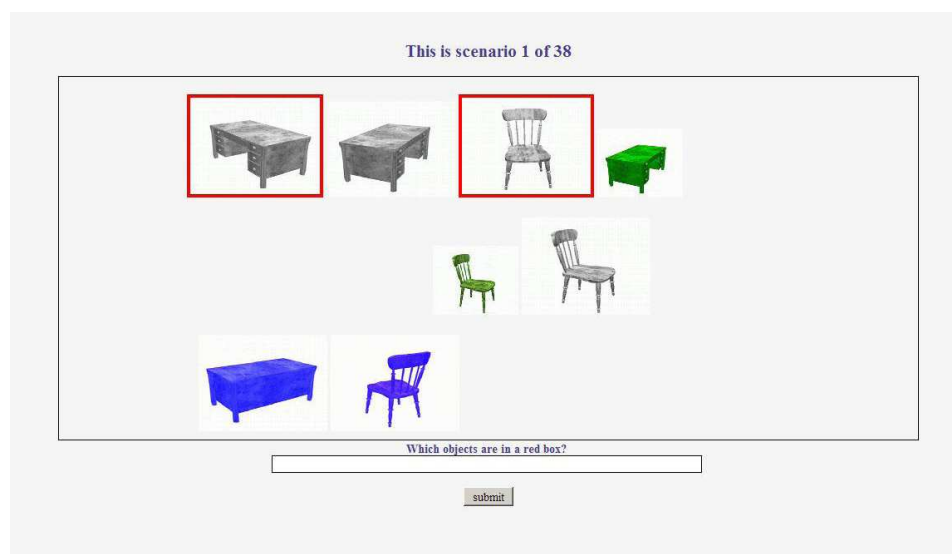 This is scenario 1 of 38
Which objects are in a red box?
submit